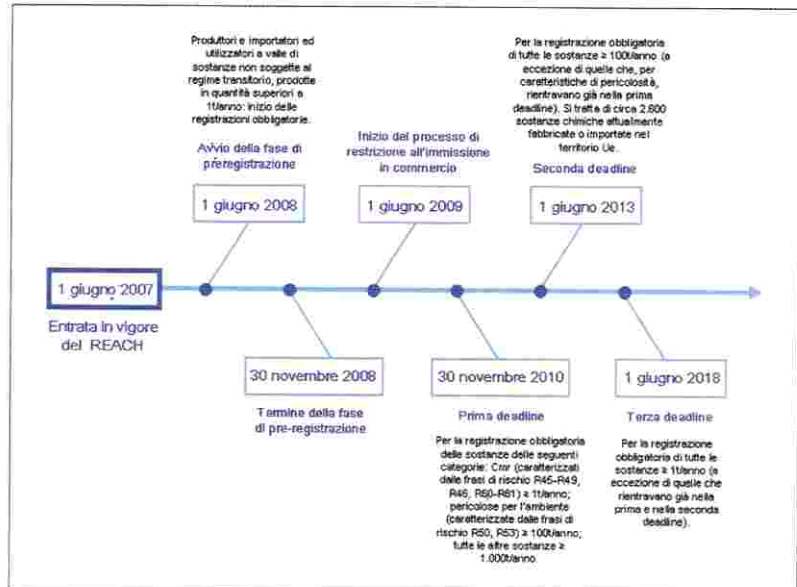 Produttori e importatori ed
utilizzatori a valle di
sostanze non soggette al
regime transitorio, prodotte
in quantità superiori a
1t/anno: inizio delle
registrazioni obbligatorie.
Avvio della fase di
preregistrazione
1 giugno 2008
Inizio del processo di
restrizione all'immissione
in commercio
1 giugno 2009
Per la registrazione obbligatoria
di tutte le sostanze ≥ 100t/anno (a
eccezione di quelle che, per
caratteristiche di pericolosità,
rientravano già nella prima
deadline). Si tratta di circa 2.800
sostanze chimiche attualmente
fabbricate o importate nel
territorio Ue.
Seconda deadline
1 giugno 2013
1 giugno 2007
Entrata in vigore
del REACH
30 novembre 2008
Termine della fase
di pre-registrazione
30 novembre 2010
Prima deadline
Per la registrazione obbligatoria
delle sostanze delle seguenti
categorie: Cmr (caratterizzati
dalle frasi di rischio R45-R49,
R46, R60-R61) ≥ 1t/anno;
pericolose per l'ambiente
(caratterizzate dalle frasi di
rischio R50, R53) ≥ 100t/anno;
tutte le altre sostanze ≥
1.000t/anno
1 giugno 2018
Terza deadline
Per la registrazione
obbligatoria di tutte le
sostanze ≥ 1t/anno (a
eccezione di quelle che
rientravano già nella
prima e nella seconda
deadline).